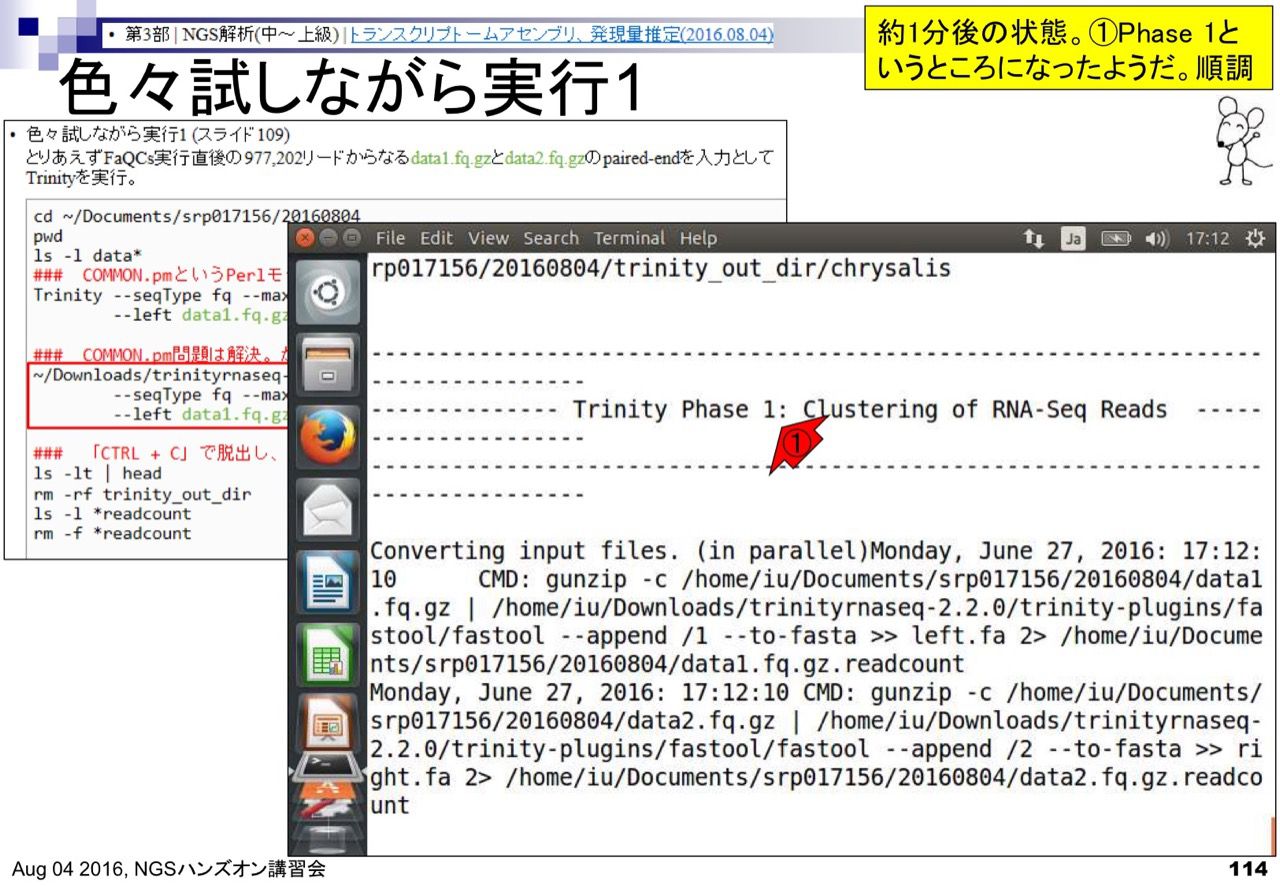 • 第3部 | NGS解析(中～上級) | トランスクリプトームアセンブリ、発現量推定(2016.08.04)
約1分後の状態。①Phase 1と
いうところになったようだ。順調
色々試しながら実行1
• 色々試しながら実行1 (スライド109)
とりあえずFaQCs実行直後の977,202リードからなるdata1.fq.gzとdata2.fq.gzのpaired-endを入力として
Trinityを実行。
cd ~/Documents/srp017156/20160804
pwd
ls -l data*
### COMMON.pmというPerlモ
Trinity --seqType fq --max
--left data1.fq.gz
### COMMON.pm問題は解決。
~/Downloads/trinityrnaseq-
--seqType fq --max
--left data1.fq.gz
### 「CTRL + C」で脱出し、
ls -lt | head
rm -rf trinity_out_dir
ls -l *readcount
rm -f *readcount
File Edit View Search Terminal Help
Ja
17:12
rp017156/20160804/trinity_out_dir/chrysalis
------------------------------------------------------------------
----------------
-------------- Trinity Phase 1: Clustering of RNA-Seq Reads -----
----------------
①
------------------------------------------------------------------
----------------
Converting input files. (in parallel)Monday, June 27, 2016: 17:12:
10 CMD: gunzip -c /home/iu/Documents/srp017156/20160804/data1
.fq.gz | /home/iu/Downloads/trinityrnaseq-2.2.0/trinity-plugins/fa
stool/fastool --append /1 --to-fasta >> left.fa 2> /home/iu/Docume
nts/srp017156/20160804/data1.fq.gz.readcount
Monday, June 27, 2016: 17:12:10 CMD: gunzip -c /home/iu/Documents/
srp017156/20160804/data2.fq.gz | /home/iu/Downloads/trinityrnaseq-
2.2.0/trinity-plugins/fastool/fastool --append /2 --to-fasta >> ri
ght.fa 2> /home/iu/Documents/srp017156/20160804/data2.fq.gz.readco
unt
Aug 04 2016, NGSハンズオン講習会
114